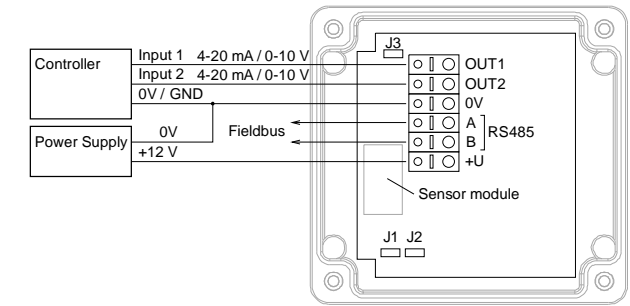 J3
Controller
Input 1 4-20 mA / 0-10 V
OUT1
Input 2 4-20 mA / 0-10 V
OUT2
0V / GND
0V
Power Supply
0V
Fieldbus
A
B
RS485
+12 V
+U
Sensor module
J1 J2